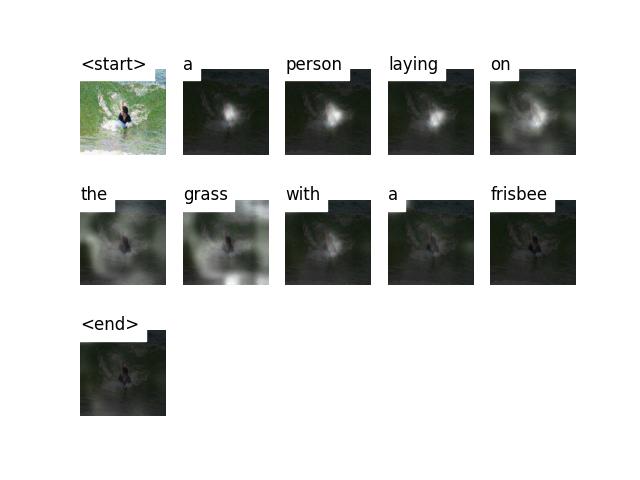 <start> a person laying on
the grass with a frisbee
<end>